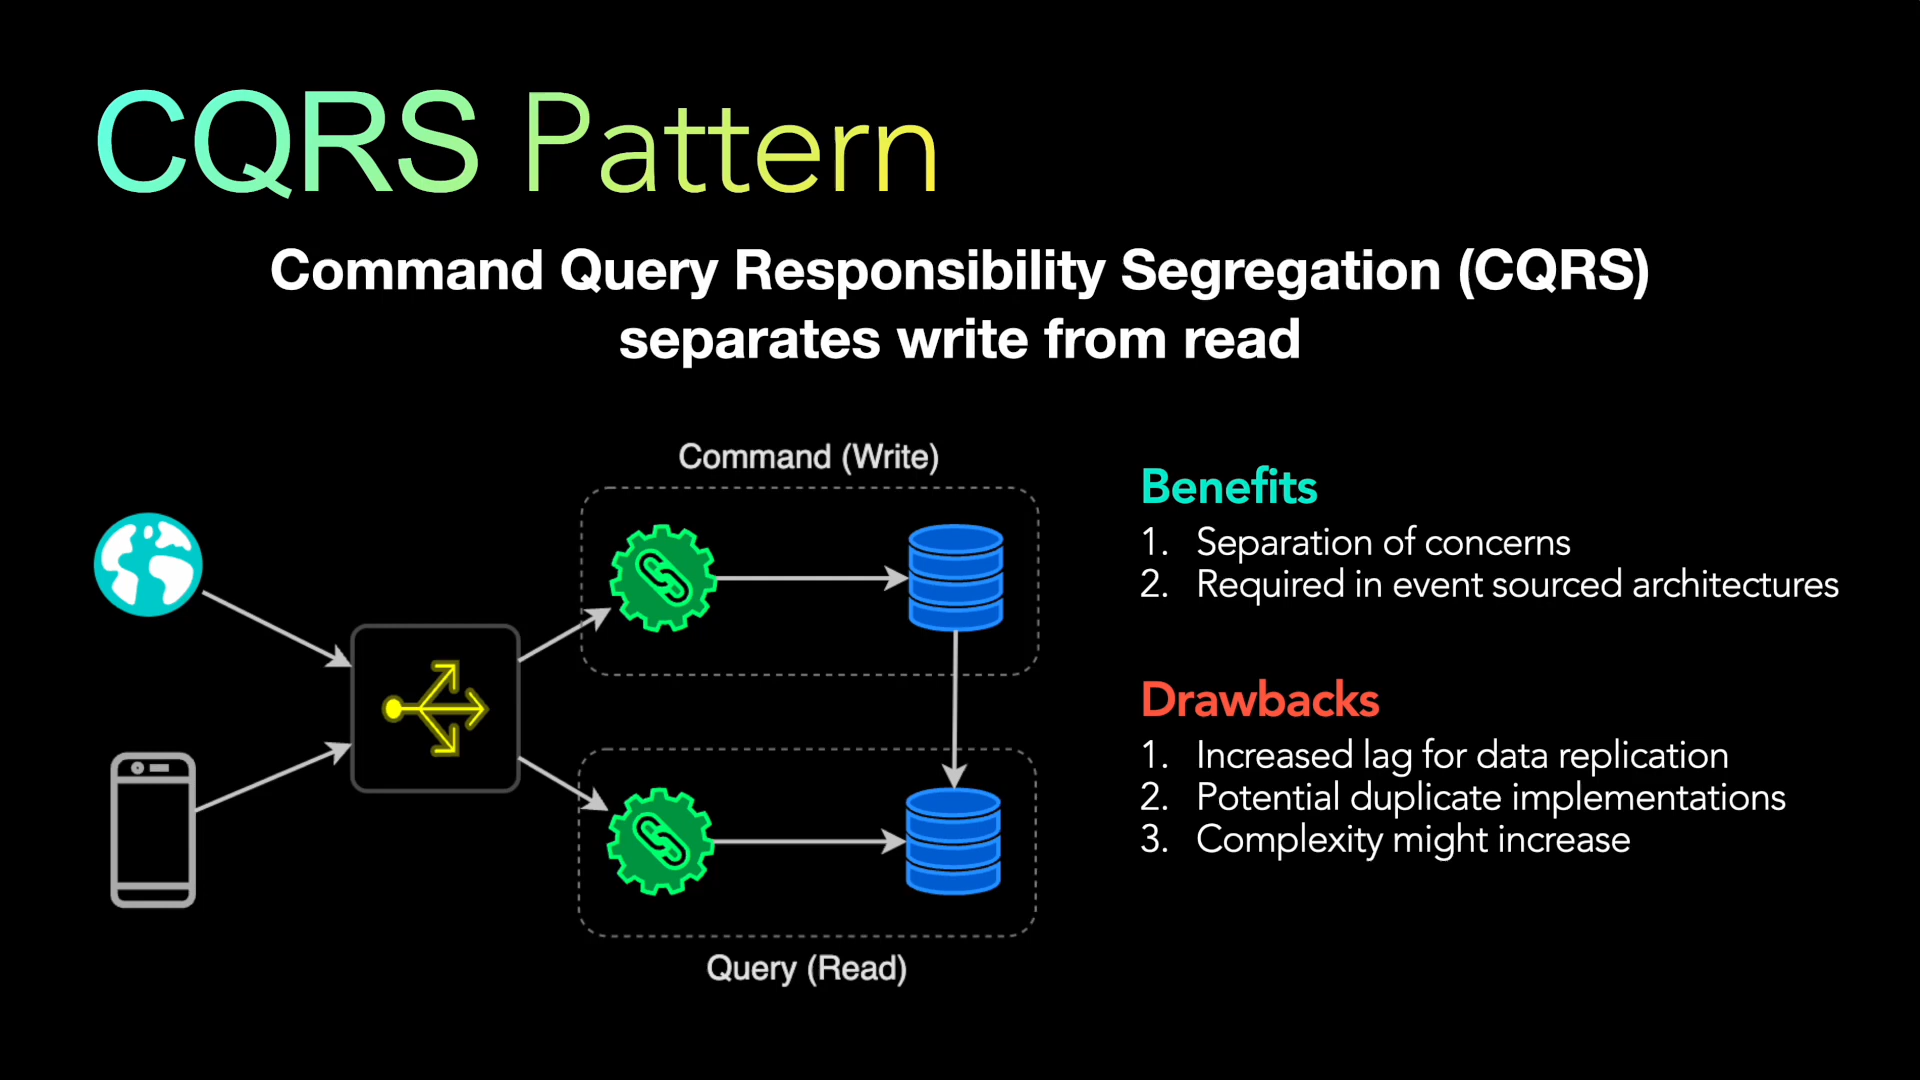 CQRS Pattern
Command Query Responsibility Segregation (CQRS)
separates write from read
Command (Write)
Query (Read)
Benefits
1. Separation of concerns
2. Required in event sourced architectures
Drawbacks
1. Increased lag for data replication
2. Potential duplicate implementations
3. Complexity might increase